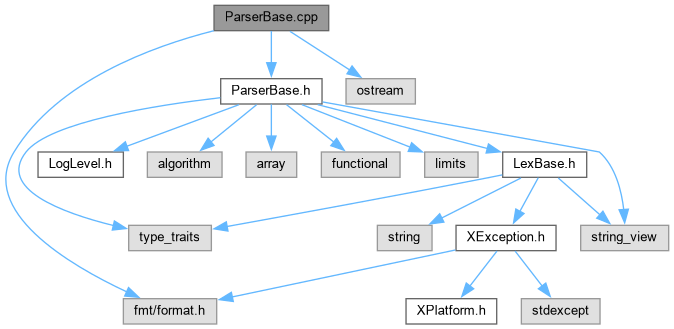 ParserBase.cpp
ParserBase.h
ostream
LogLevel.h
algorithm
array
functional
limits
LexBase.h
type_traits
string
XException.h
string_view
fmt/format.h
XPlatform.h
stdexcept